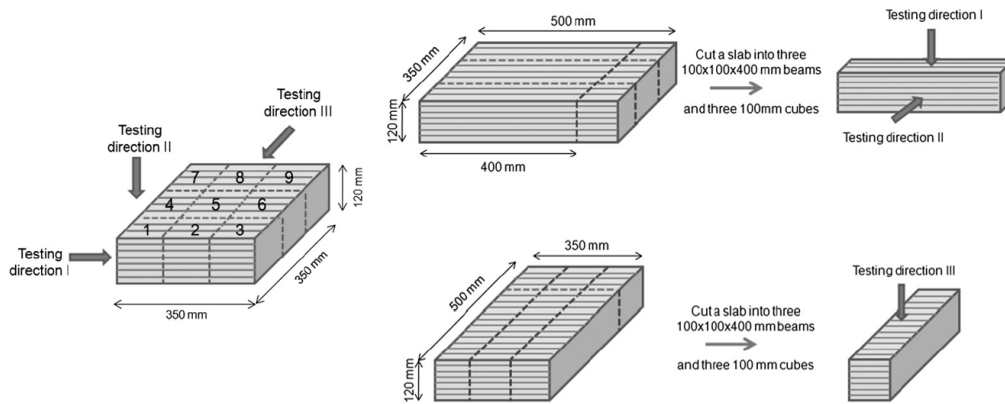 Testing
direction III
Testing
direction II
7 8 9
4 5 6
1 2 3
120 mm
Testing
direction I
350 mm
350 mm
500 mm
350 mm
120 mm
400 mm
Cut a slab into three
100x100x400 mm beams
and three 100mm cubes
Testing direction I
Testing direction II
350 mm
500 mm
120 mm
Cut a slab into three
100x100x400 mm beams
and three 100 mm cubes
Testing direction III